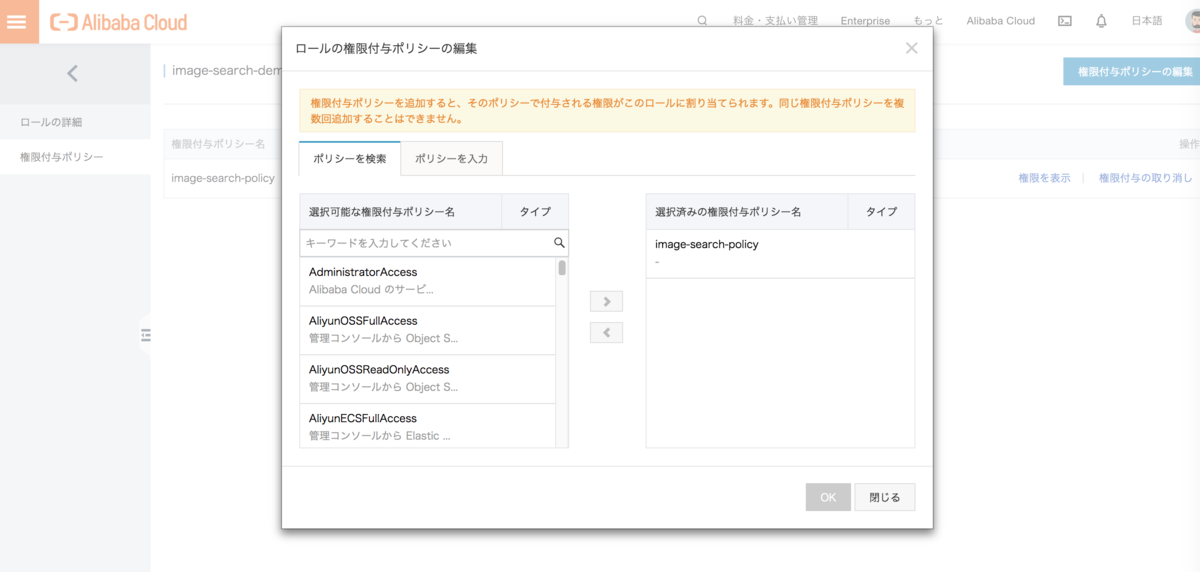 Alibaba Cloud
料金・支払い管理 Enterprise もっと Alibaba Cloud 日本語
image-search-dem
権限付与ポリシーの編集
ロールの詳細
権限付与ポリシー
権限付与ポリシー名
操作
image-search-policy
権限を表示 | 権限付与の取り消し
ロールの権限付与ポリシーの編集
権限付与ポリシーを追加すると、そのポリシーで付与される権限がこのロールに割り当てられます。同じ権限付与ポリシーを複
数回追加することはできません。
ポリシーを検索 ポリシーを入力
選択可能な権限付与ポリシー名 タイプ
キーワードを入力してください
AdministratorAccess
Alibaba Cloud のサービ...
AliyunOSSFullAccess
管理コンソールから Object S...
AliyunOSSReadOnlyAccess
管理コンソールから Object S...
AliyunECSFullAccess
管理コンソールから Elastic ...
選択済みの権限付与ポリシー名 タイプ
image-search-policy
-
OK 閉じる